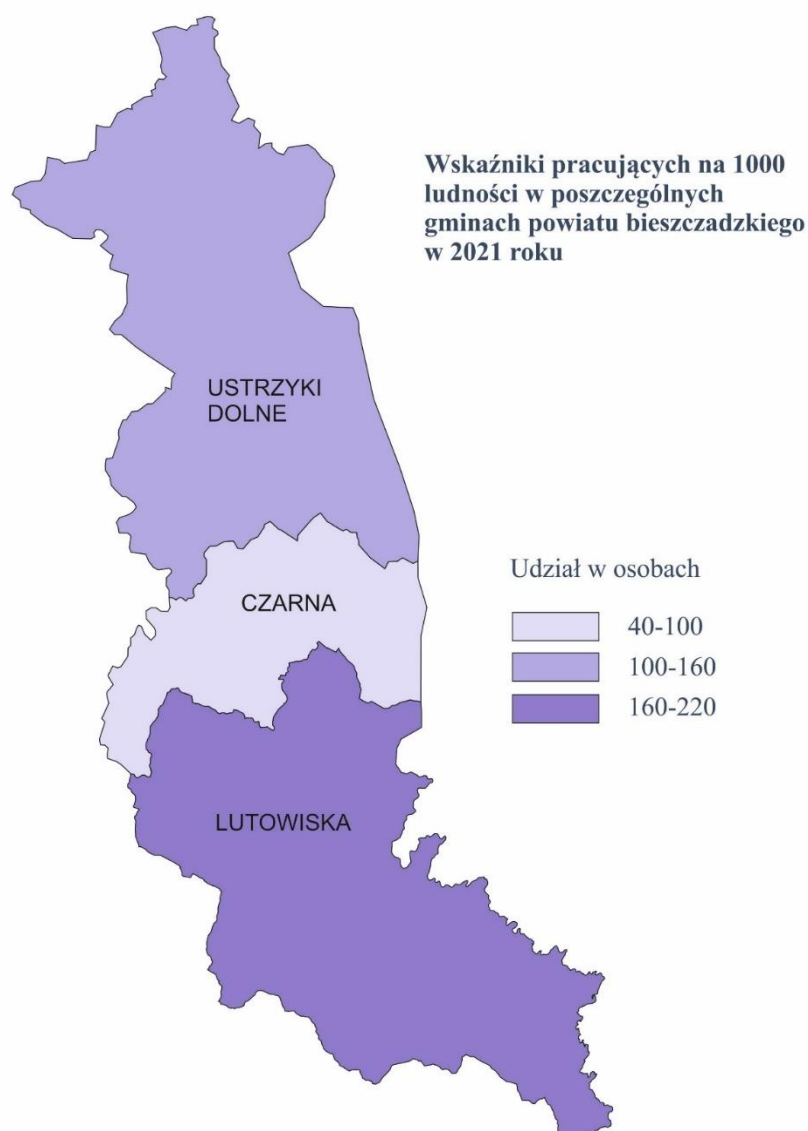 Wskaźniki pracujących na 1000
ludności w poszczególnych
gminach powiatu bieszczadzkiego
w 2021 roku
USTRZYKI
DOLNE
CZARNA
LUTOWISKA
Udział w osobach
40-100
100-160
160-220